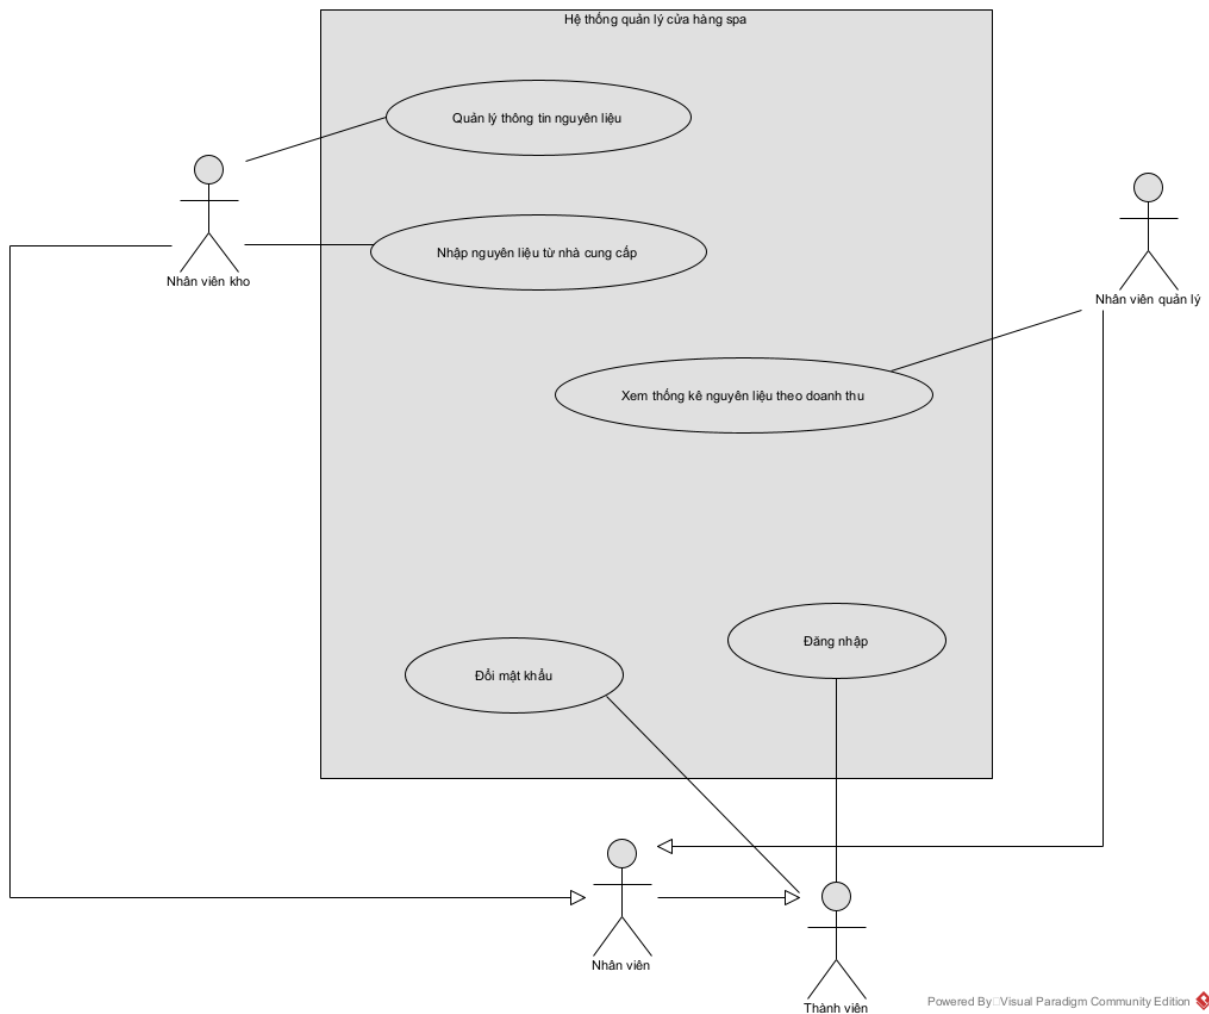 Hệ thống quản lý cửa hàng spa
Quản lý thông tin nguyên liệu
Nhập nguyên liệu từ nhà cung cấp
Nhân viên kho
Nhân viên quản lý
Xem thống kê nguyên liệu theo doanh thu
Đăng nhập
Đổi mật khẩu
Nhân viên
Thành viên
Powered By Visual Paradigm Community Edition